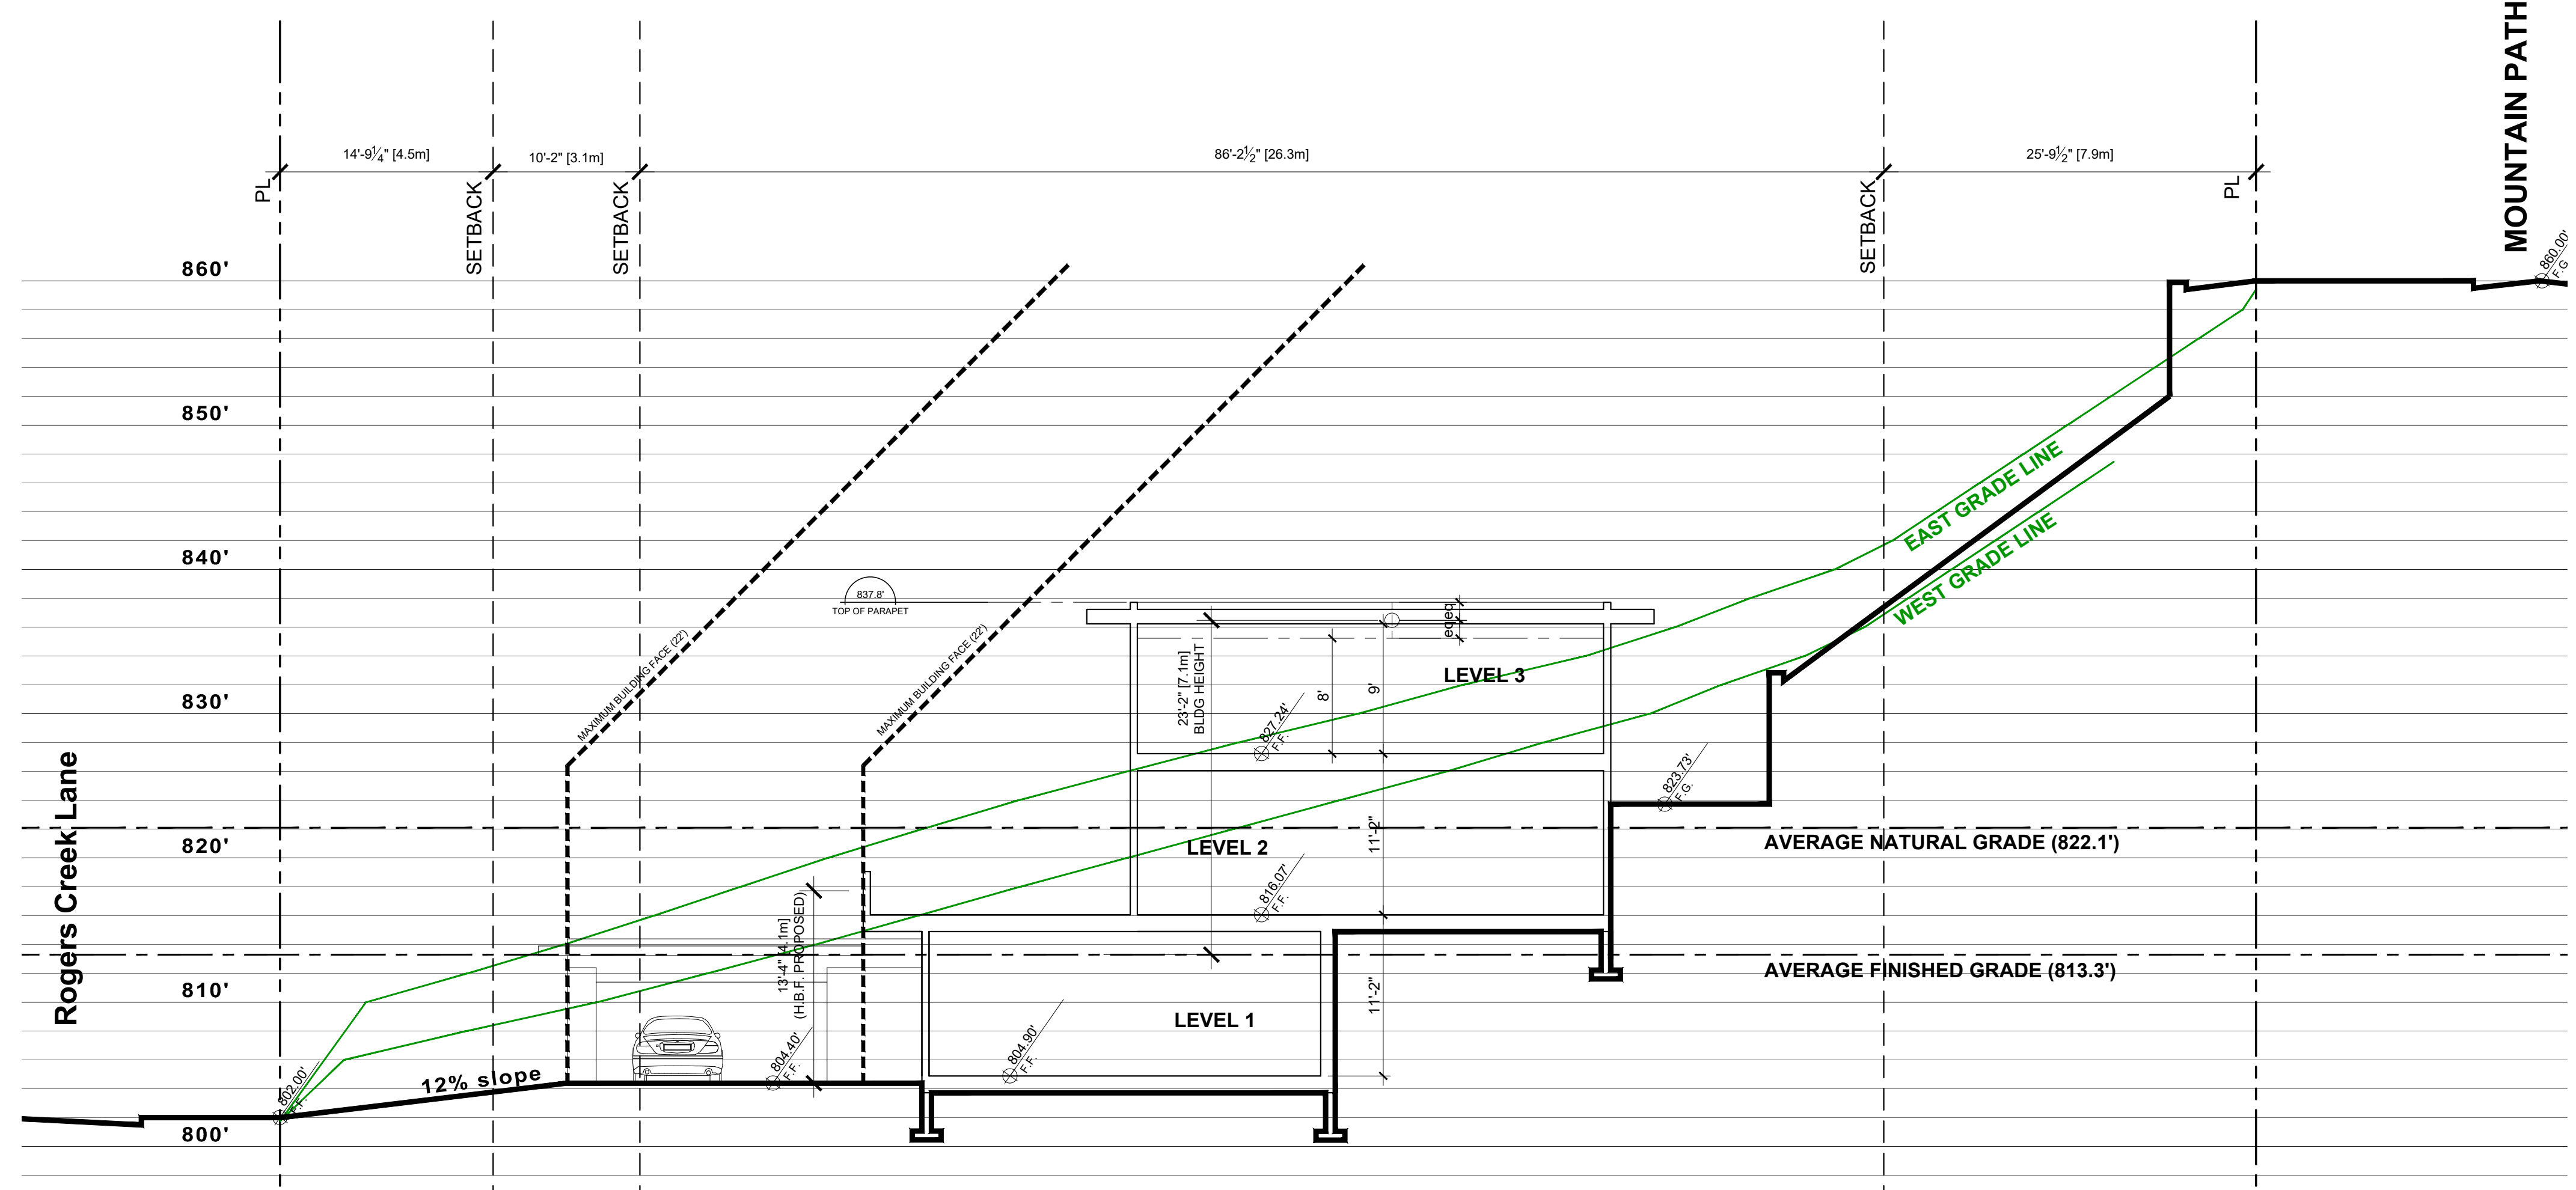 MOUNTAIN PATH
14'-9¼" [4.5m]
10'-2" [3.1m]
86'-2½" [26.3m]
25'-9½" [7.9m]
PL
SETBACK
SETBACK
SETBACK
PL
860.00'
F.G
860'
850'
840'
837.8'
TOP OF PARAPET
EAST GRADE LINE
WEST GRADE LINE
MAXIMUM BUILDING FACE (22')
MAXIMUM BUILDING FACE (22')
eq
eq
23'-2" [7.1m]
BLDG HEIGHT
8'
9'
LEVEL 3
830'
827.24'
F.F.
823.73'
F.G.
Rogers Creek Lane
820'
LEVEL 2
11'-2"
AVERAGE NATURAL GRADE (822.1')
816.07'
F.F.
13'-4" [4.1m]
(H.B.F. PROPOSED)
AVERAGE FINISHED GRADE (813.3')
810'
11'-2"
LEVEL 1
804.40'
F.F.
804.90'
F.F.
802.00'
F.F.
12% slope
800'